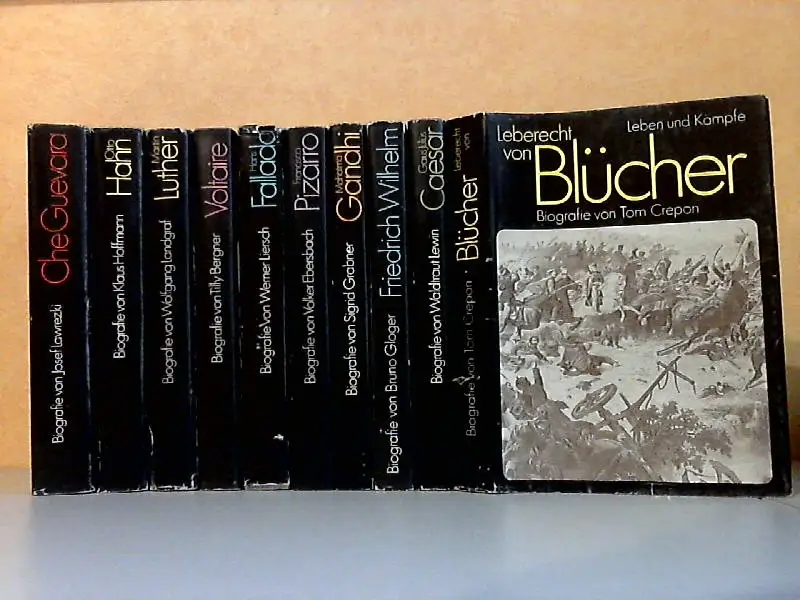 Biografie von Josef Lawrezki Che Guevara
Biografie von Klaus Hoffmann Otto Hahn
Biografie von Wolfgang Landgraf Martin Luther
Biografie von Tilly Bergner Voltaire
Biografie von Werner Liersch Hans Fallada
Biografie von Volker Ebersbach Francisco Pizarro
Biografie von Sigrid Grabner Mahatma Gandhi
Biografie von Bruno Gloger Friedrich Wilhelm
Biografie von Waldtraut Lewin Gaius Julius Caesar
Biografie von Tom Crepon · Leberecht von Blücher
Leben und Kämpfe
Leberecht
von
Blücher
Biografie von Tom Crepon